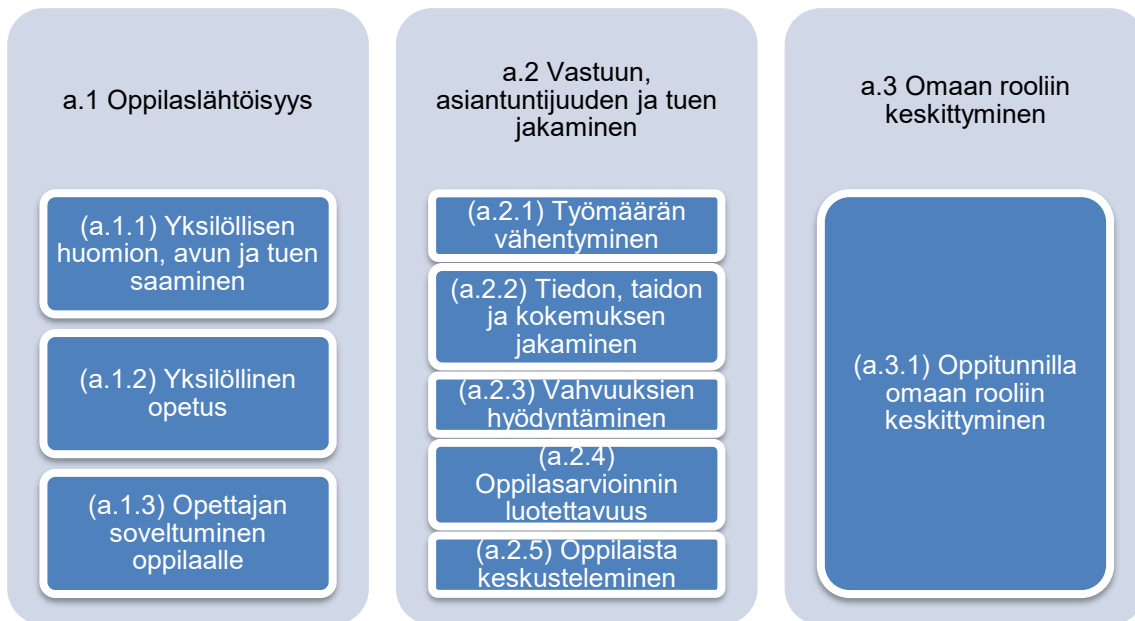 a.1 Oppilaslähtöisyys
(a.1.1) Yksilöllisen
huomion, avun ja tuen
saaminen
(a.1.2) Yksilöllinen
opetus
(a.1.3) Opettajan
soveltuminen
oppilaalle
a.2 Vastuun,
asiantuntijuuden ja tuen
jakaminen
(a.2.1) Työmäärän
vähentyminen
(a.2.2) Tiedon, taidon
ja kokemuksen
jakaminen
(a.2.3) Vahvuuksien
hyödyntäminen
(a.2.4)
Oppilasarvioinnin
luotettavuus
(a.2.5) Oppilaista
keskusteleminen
a.3 Omaan rooliin
keskittyminen
(a.3.1) Oppitunnilla
omaan rooliin
keskittyminen